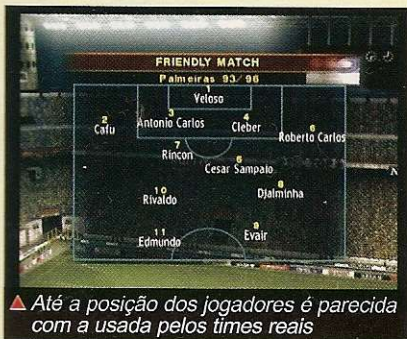 FRIENDLY MATCH
Palmeiras 93/96
1
Veloso
2 3 4 6
Cafu Antonio Carlos Cleber Roberto Carlos
7
Rincon
5
Cesar Sampaio
10 8
Rivaldo Djalminha
11 9
Edmundo Evair
▲ Até a posição dos jogadores é parecida
com a usada pelos times reais